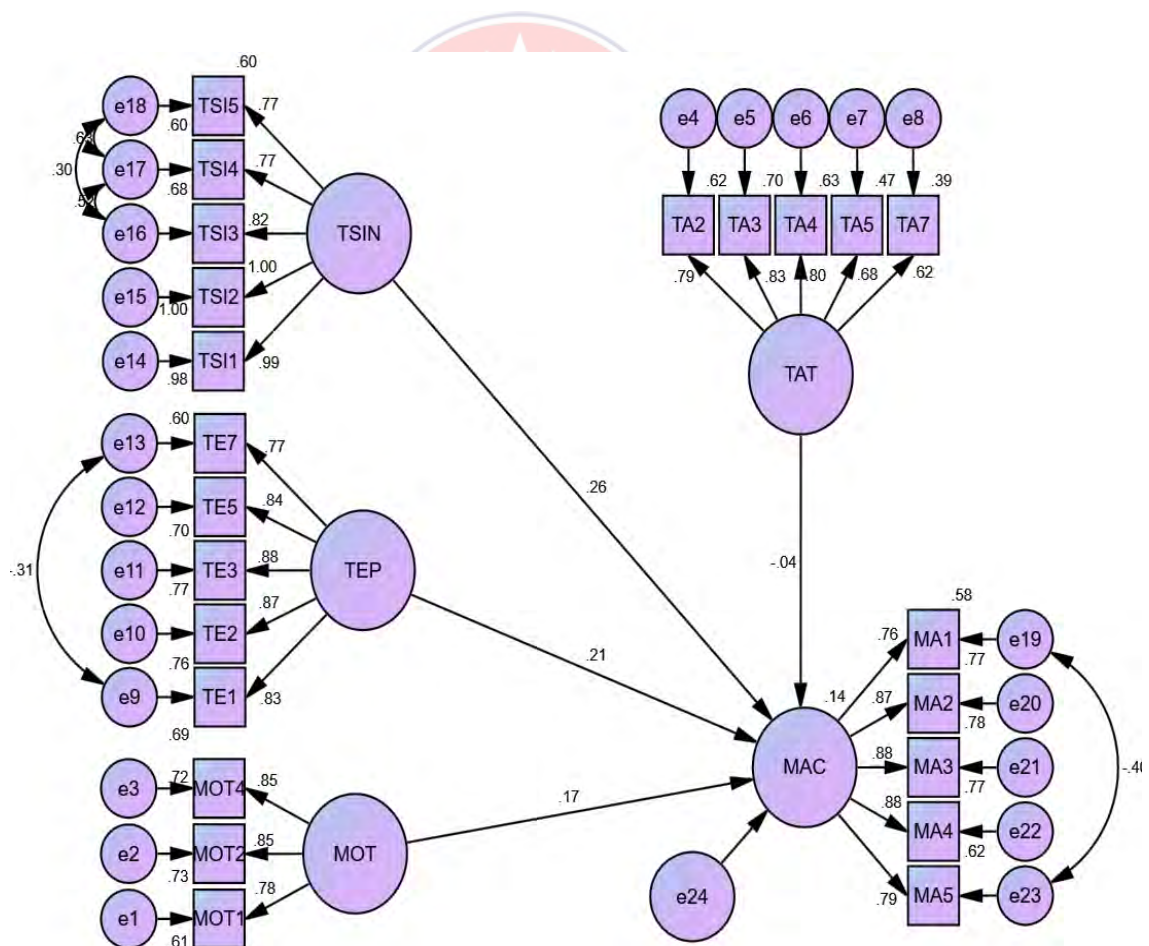 .60
e18
TSI5
.77
.60
.30
e17
TSI4
.77
.68
e16
TSI3
.82
TSIN
e15
TSI2
1.00
1.00
e14
TSI1
.99
.98
e4 e5 e6 e7 e8
.62 .70 .63 .47 .39
TA2 TA3 TA4 TA5 TA7
.79 .83 .80 .68 .62
TAT
.26
-.04
.60
e13
TE7
.77
e12
TE5
.84
.70
-.31
e11
TE3
.88
TEP
.77
e10
TE2
.87
.76
e9
TE1
.83
.69
.21
e3
.72
MOT4
.85
e2
MOT2
.85
MOT
.73
e1
MOT1
.78
.61
.17
.14
MAC
e24
.58
.76
MA1
e19
.77
.87
MA2
e20
.78
.88
MA3
e21
.77
.88
MA4
e22
.62
.79
MA5
e23